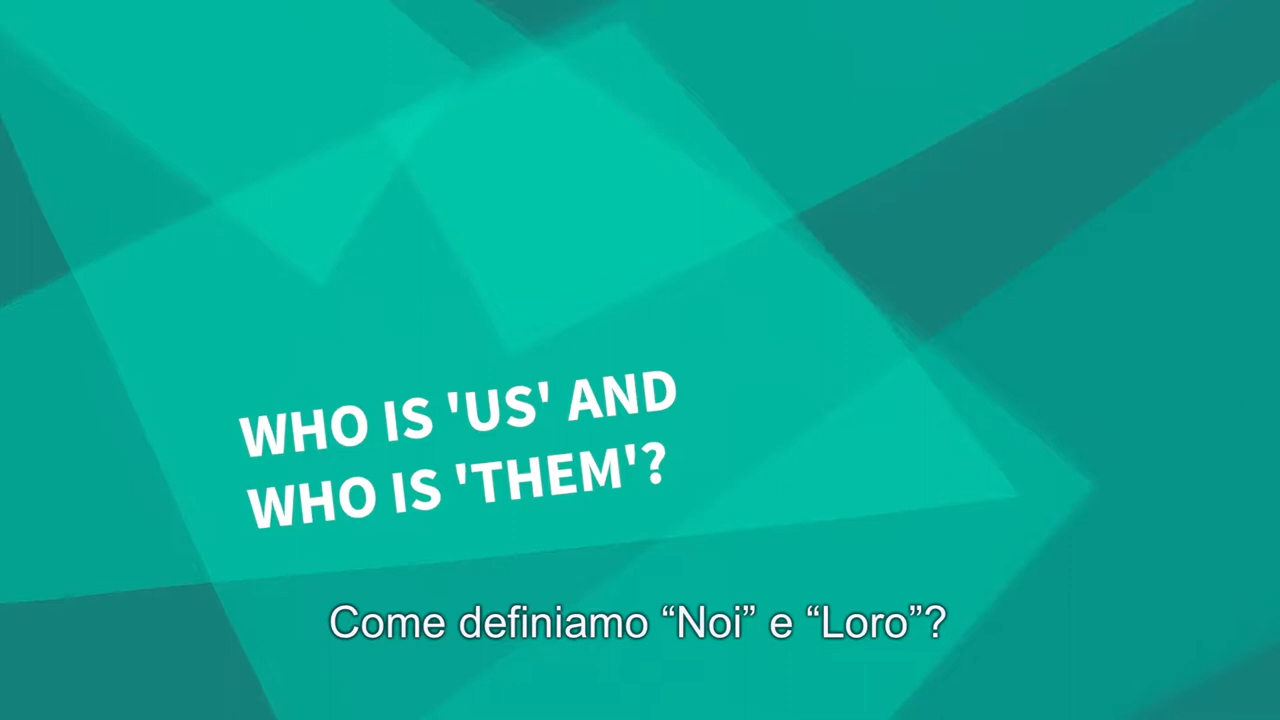 WHO IS 'US' AND
WHO IS 'THEM'?
Come definiamo “Noi” e “Loro”?